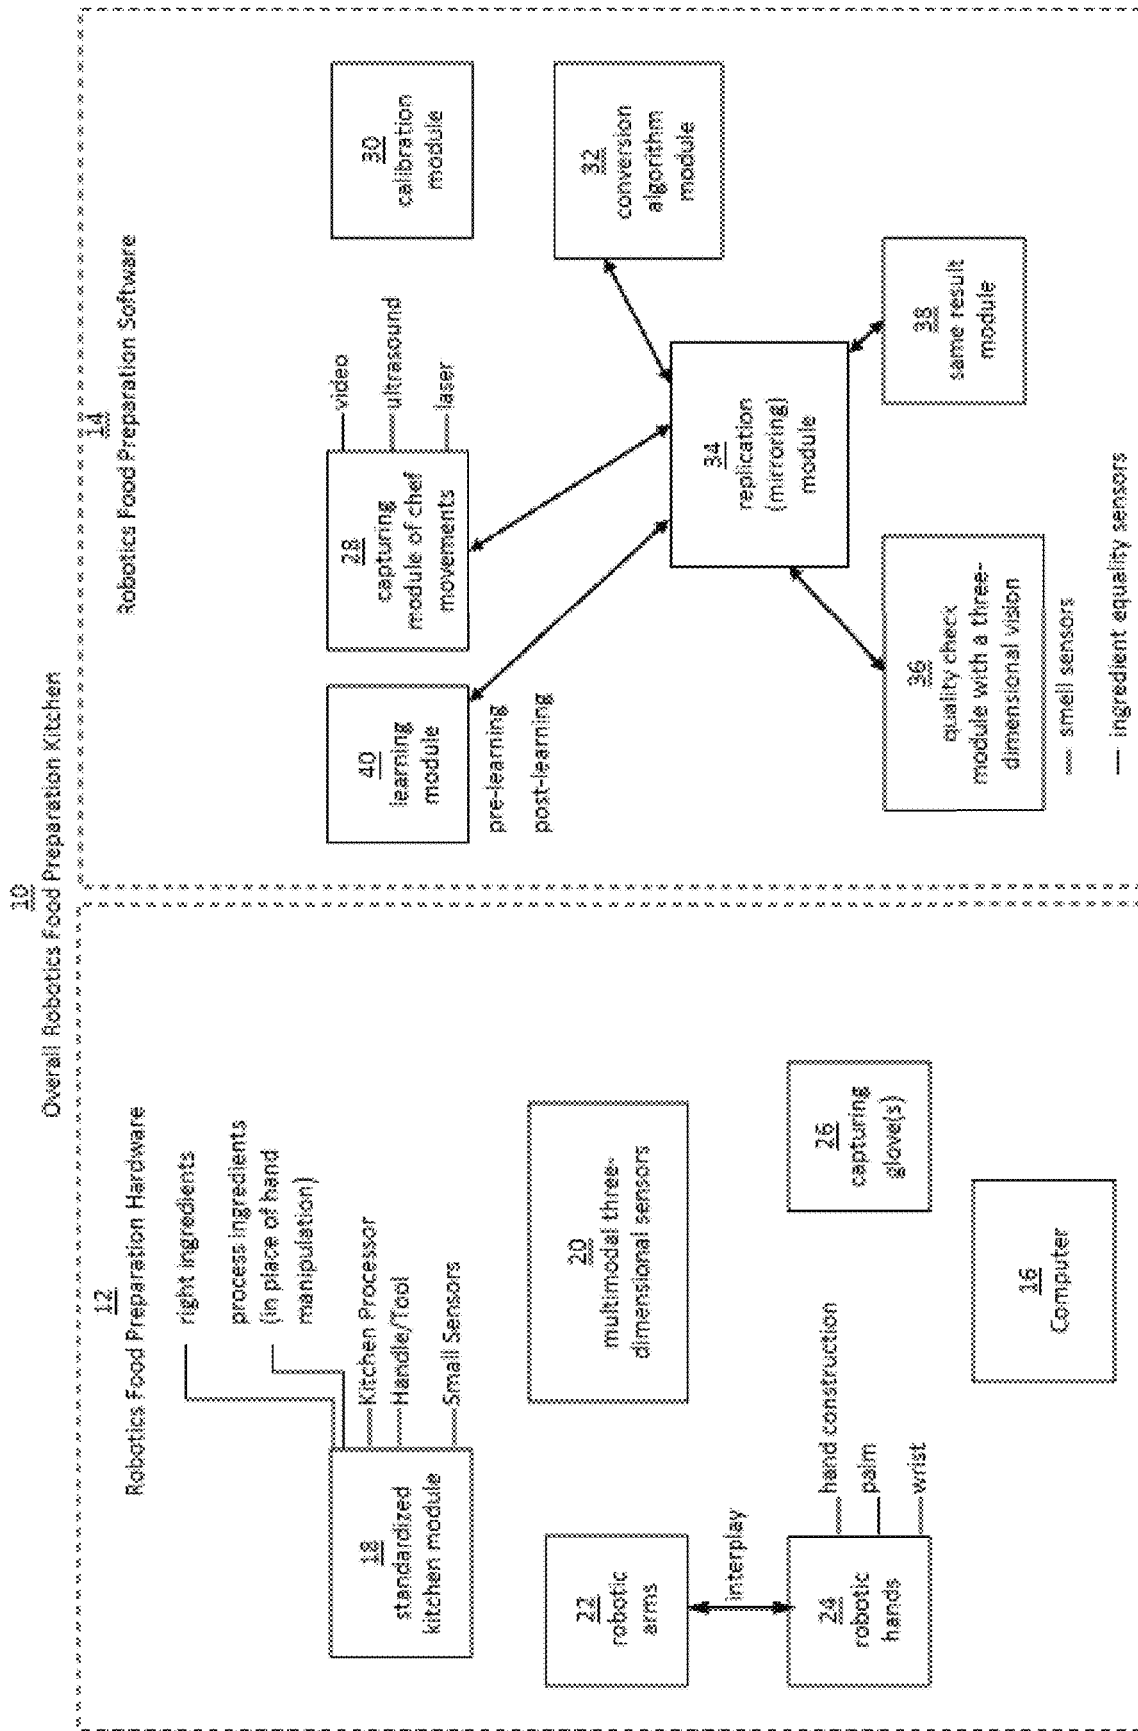 10
Overall Robotics Food Preparation Kitchen
12
Robotics Food Preparation Hardware
right ingredients
process ingredients
(in place of hand
manipulation)
18
standardized
kitchen module
Kitchen Processor
Handle/Tool
Small Sensors
22
robotic
arms
20
multimodal three-
dimensional sensors
interplay
24
robotic
hands
hand construction
palm
wrist
26
capturing
glove(s)
16
Computer
14
Robotics Food Preparation Software
40
learning
module
pre-learning
post-learning
28
capturing
module of chef
movements
video
ultrasound
laser
30
calibration
module
32
conversion
algorithm
module
34
replication
(mirroring)
module
36
quality check
module with a three-
dimensional vision
smell sensors
ingredient equality sensors
38
same result
module